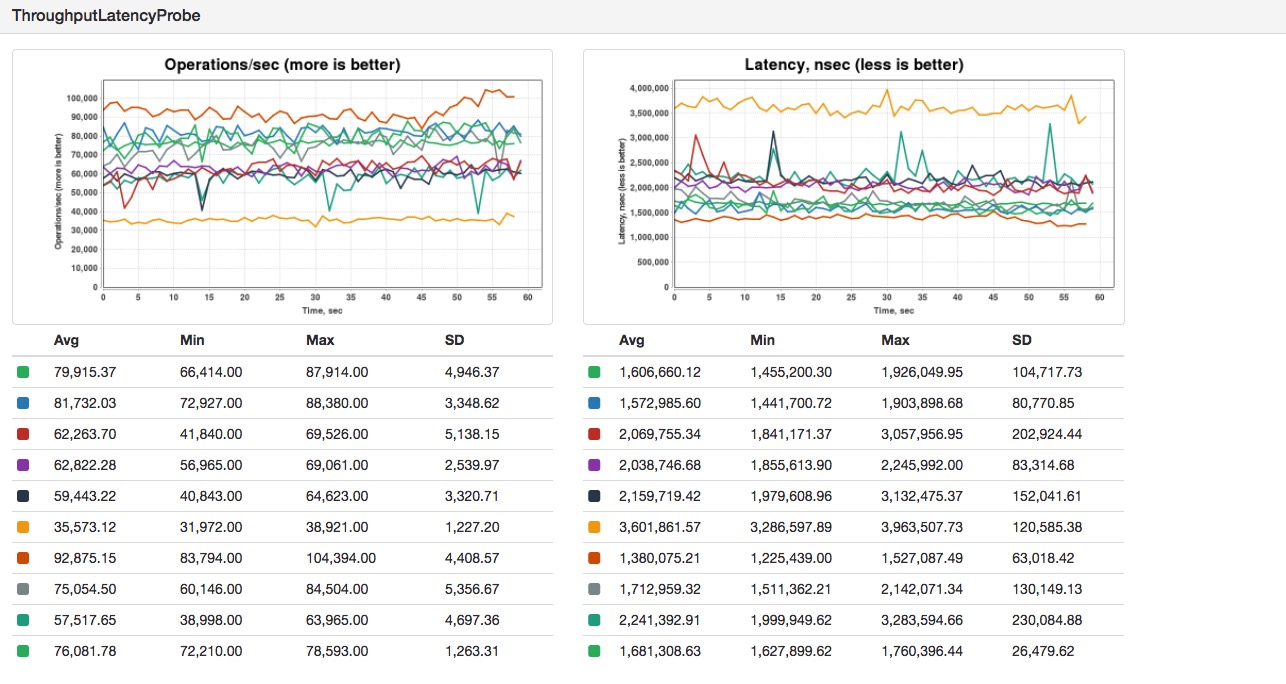 ThroughputLatencyProbe
Operations/sec (more is better)
Operations/sec (more is better)
100,000
90,000
80,000
70,000
60,000
50,000
40,000
30,000
20,000
10,000
0
0 5 10 15 20 25 30 35 40 45 50 55 60
Time, sec
Latency, nsec (less is better)
Latency, nsec (less is better)
4,000,000
3,500,000
3,000,000
2,500,000
2,000,000
1,500,000
1,000,000
500,000
0
0 5 10 15 20 25 30 35 40 45 50 55 60
Time, sec
Avg Min Max SD
79,915.37 66,414.00 87,914.00 4,946.37
81,732.03 72,927.00 88,380.00 3,348.62
62,263.70 41,840.00 69,526.00 5,138.15
62,822.28 56,965.00 69,061.00 2,539.97
59,443.22 40,843.00 64,623.00 3,320.71
35,573.12 31,972.00 38,921.00 1,227.20
92,875.15 83,794.00 104,394.00 4,408.57
75,054.50 60,146.00 84,504.00 5,356.67
57,517.65 38,998.00 63,965.00 4,697.36
76,081.78 72,210.00 78,593.00 1,263.31
Avg Min Max SD
1,606,660.12 1,455,200.30 1,926,049.95 104,717.73
1,572,985.60 1,441,700.72 1,903,898.68 80,770.85
2,069,755.34 1,841,171.37 3,057,956.95 202,924.44
2,038,746.68 1,855,613.90 2,245,992.00 83,314.68
2,159,719.42 1,979,608.96 3,132,475.37 152,041.61
3,601,861.57 3,286,597.89 3,963,507.73 120,585.38
1,380,075.21 1,225,439.00 1,527,087.49 63,018.42
1,712,959.32 1,511,362.21 2,142,071.34 130,149.13
2,241,392.91 1,999,949.62 3,283,594.66 230,084.88
1,681,308.63 1,627,899.62 1,760,396.44 26,479.62